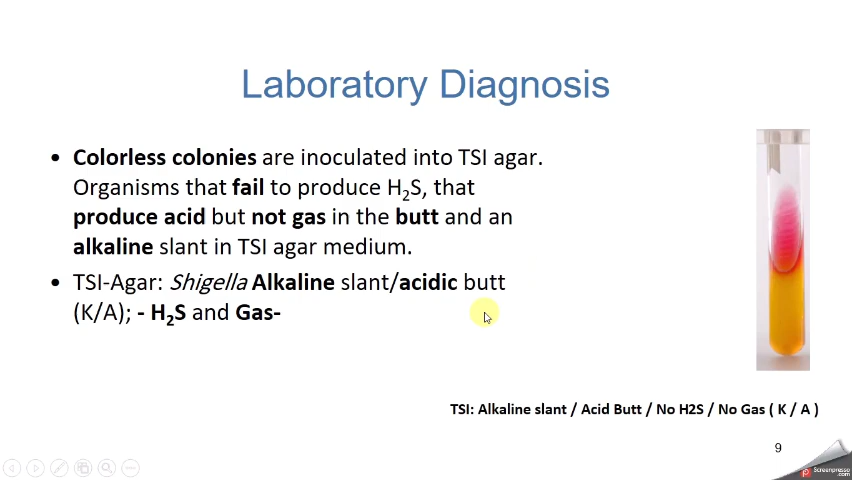 Laboratory Diagnosis
• Colorless colonies are inoculated into TSI agar.
Organisms that fail to produce H₂S, that
produce acid but not gas in the butt and an
alkaline slant in TSI agar medium.
• TSI-Agar: Shigella Alkaline slant/acidic butt
(K/A); - H₂S and Gas-
TSI: Alkaline slant / Acid Butt / No H2S / No Gas ( K / A )
9
Screenpresso
.com